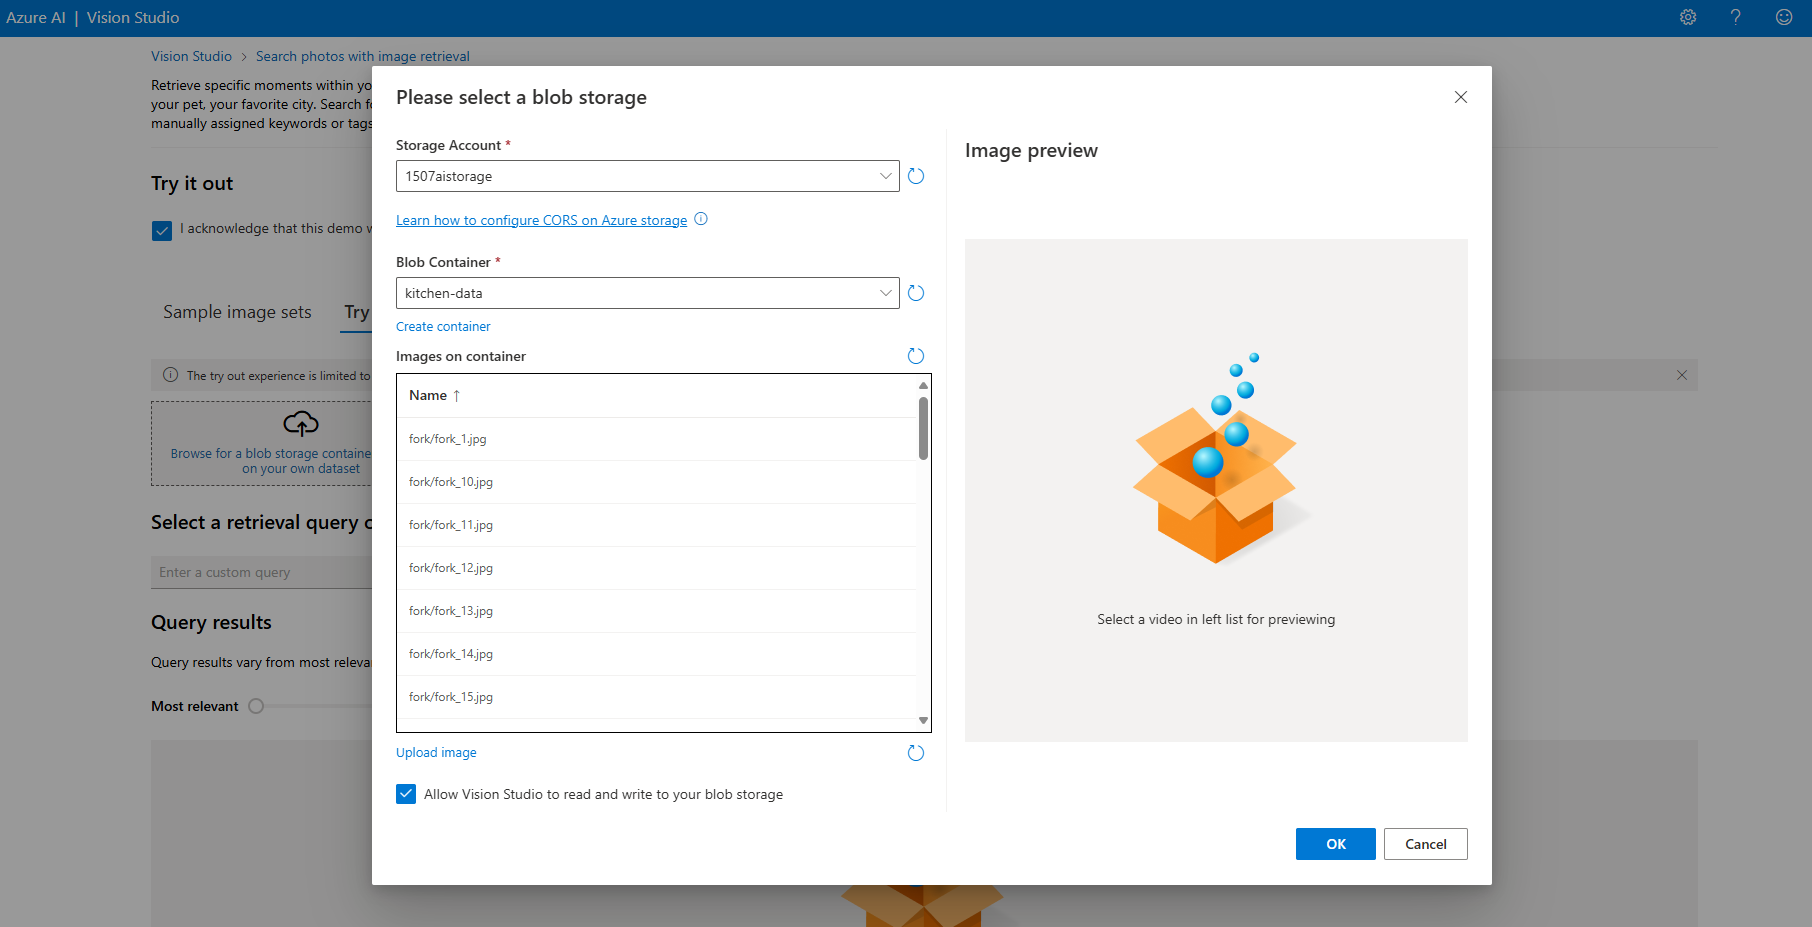 Azure AI | Vision Studio
Vision Studio > Search photos with image retrieval
Retrieve specific moments within yo
your pet, your favorite city. Search f
manually assigned keywords or tags
Try it out
I acknowledge that this demo w
Sample image sets
Try
The try out experience is limited to
Browse for a blob storage containe
on your own dataset
Select a retrieval query o
Enter a custom query
Query results
Query results vary from most releva
Most relevant
Please select a blob storage
Storage Account *
1507aistorage
Learn how to configure CORS on Azure storage
Blob Container *
kitchen-data
Create container
Images on container
Name ↑
fork/fork_1.jpg
fork/fork_10.jpg
fork/fork_11.jpg
fork/fork_12.jpg
fork/fork_13.jpg
fork/fork_14.jpg
fork/fork_15.jpg
Upload image
Allow Vision Studio to read and write to your blob storage
Image preview
Select a video in left list for previewing
OK
Cancel